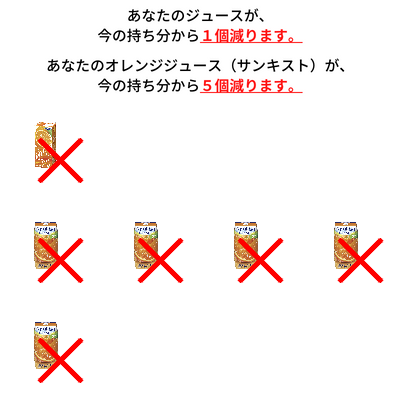 あなたのジュースが、
今の持ち分から１個減ります。
あなたのオレンジジュース（サンキスト）が、
今の持ち分から５個減ります。